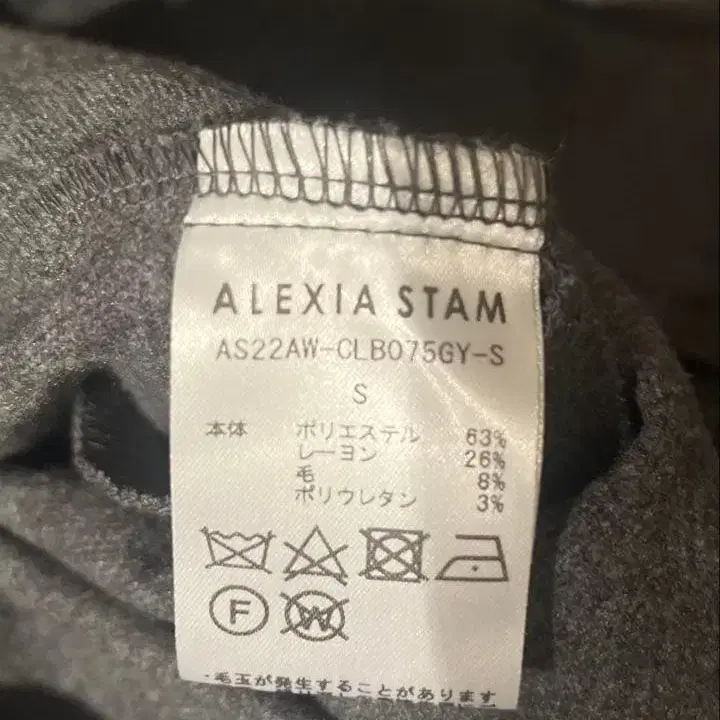 ALEXIA STAM
AS22AW-CLB075GY-S
S
本体 ポリエステル 63%
レーヨン 26%
毛 8%
ポリウレタン 3%
F W
・毛玉が発生することがあります